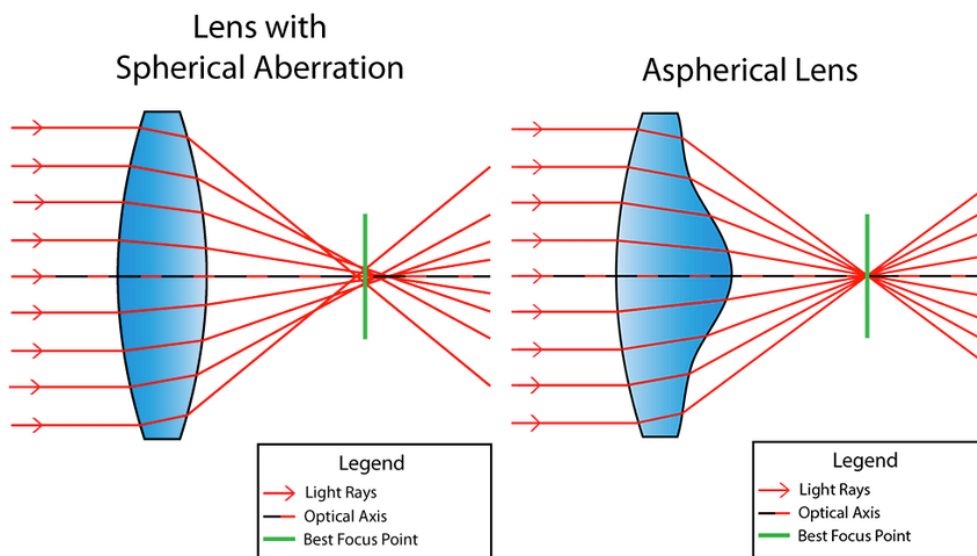 Lens with
Spherical Aberration
Aspherical Lens
Legend
Light Rays
Optical Axis
Best Focus Point
Legend
Light Rays
Optical Axis
Best Focus Point